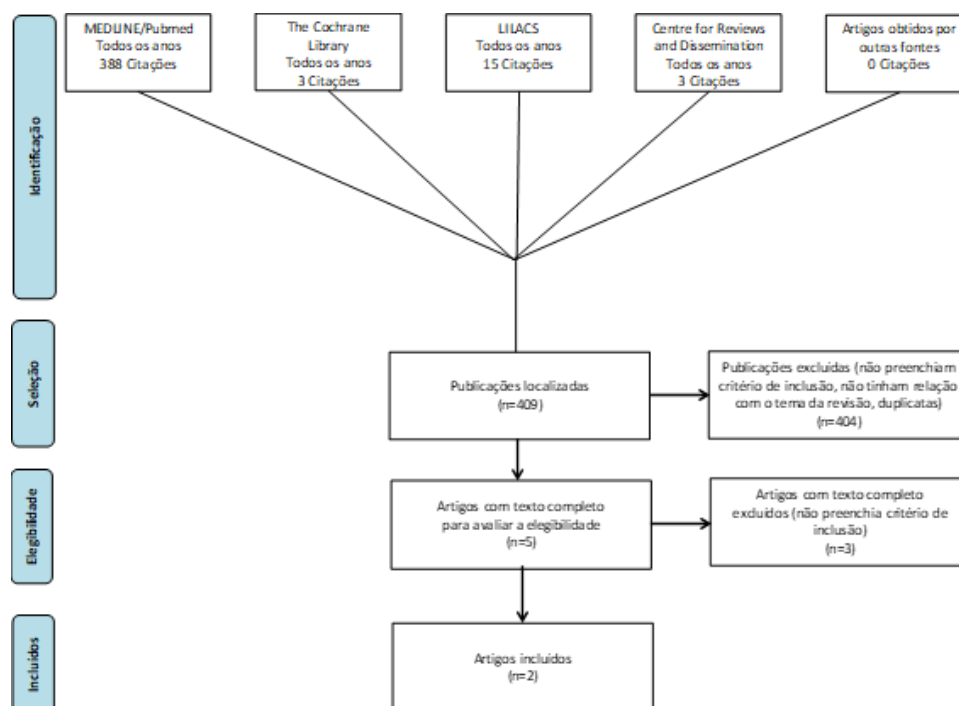 MEDLINE/Pubmed
Todos os anos
388 Citações
The Cochrane
Library
Todos os anos
3 Citações
LILACS
Todos os anos
15 Citações
Centre for Reviews
and Dissemination
Todos os anos
3 Citações
Artigos obtidos por
outras fontes
0 Citações
Identificação
Seleção
Publicações localizadas
(n=409)
Publicações excluidas (não preenchiam
critério de inclusão, não tinham relação
com o tema da revisão, duplicatas)
(n=404)
Elegibilidade
Artigos com texto completo
para avaliar a elegibilidade
(n=5)
Artigos com texto completo
excluidos (não preenchia critério de
inclusão)
(n=3)
Incluidos
Artigos incluidos
(n=2)